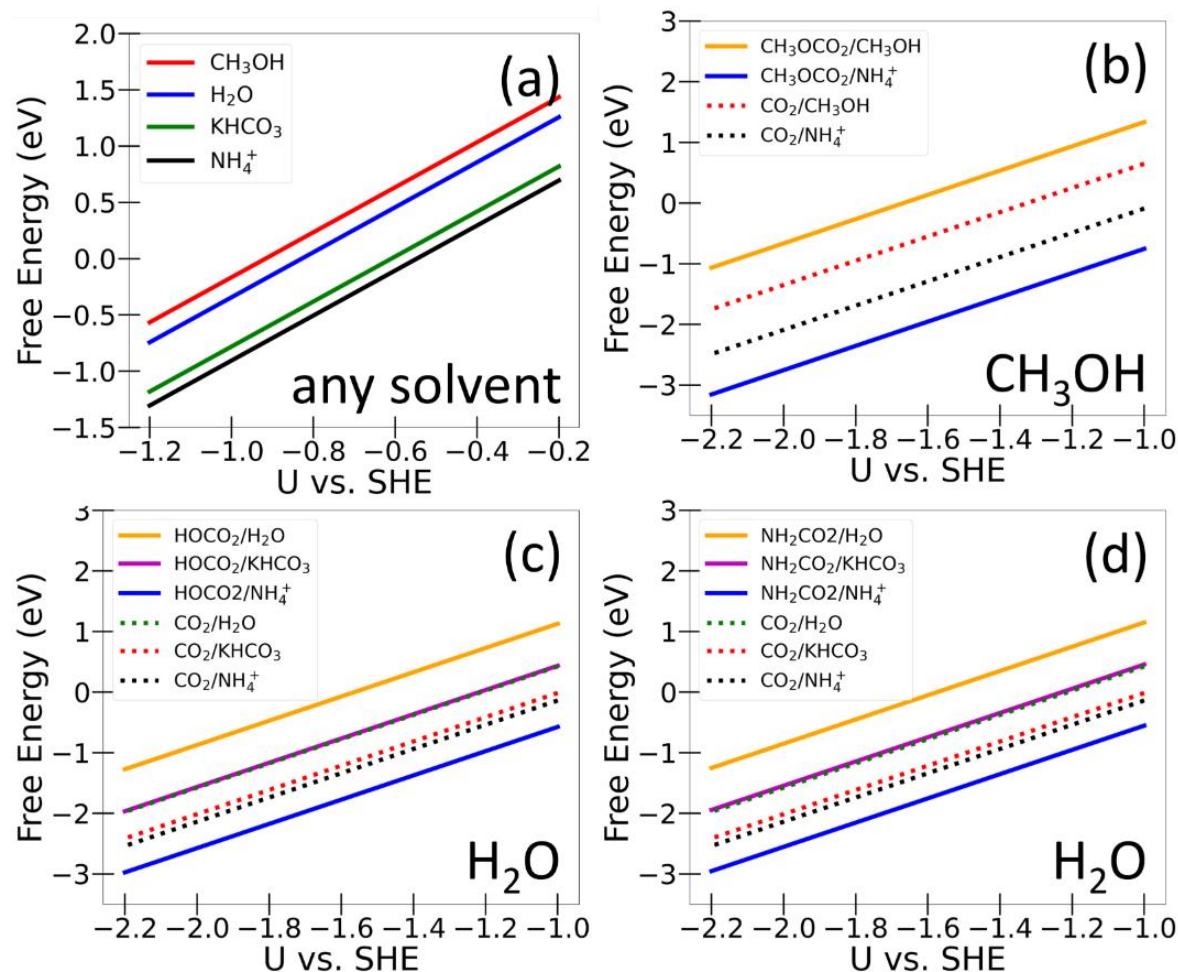 (a)
CH₃OH
H₂O
KHCO₃
NH₄⁺
any solvent
Free Energy (eV)
2.0
1.5
1.0
0.5
0.0
−0.5
−1.0
−1.5
−1.2 −1.0 −0.8 −0.6 −0.4 −0.2
U vs. SHE
(b)
CH₃OCO₂/CH₃OH
CH₃OCO₂/NH₄⁺
CO₂/CH₃OH
CO₂/NH₄⁺
CH₃OH
Free Energy (eV)
3
2
1
0
−1
−2
−3
−2.2 −2.0 −1.8 −1.6 −1.4 −1.2 −1.0
U vs. SHE
(c)
HOCO₂/H₂O
HOCO₂/KHCO₃
HOCO2/NH₄⁺
CO₂/H₂O
CO₂/KHCO₃
CO₂/NH₄⁺
H₂O
Free Energy (eV)
3
2
1
0
−1
−2
−3
−2.2 −2.0 −1.8 −1.6 −1.4 −1.2 −1.0
U vs. SHE
(d)
NH₂CO2/H₂O
NH₂CO₂/KHCO₃
NH₂CO2/NH₄⁺
CO₂/H₂O
CO₂/KHCO₃
CO₂/NH₄⁺
H₂O
Free Energy (eV)
3
2
1
0
−1
−2
−3
−2.2 −2.0 −1.8 −1.6 −1.4 −1.2 −1.0
U vs. SHE